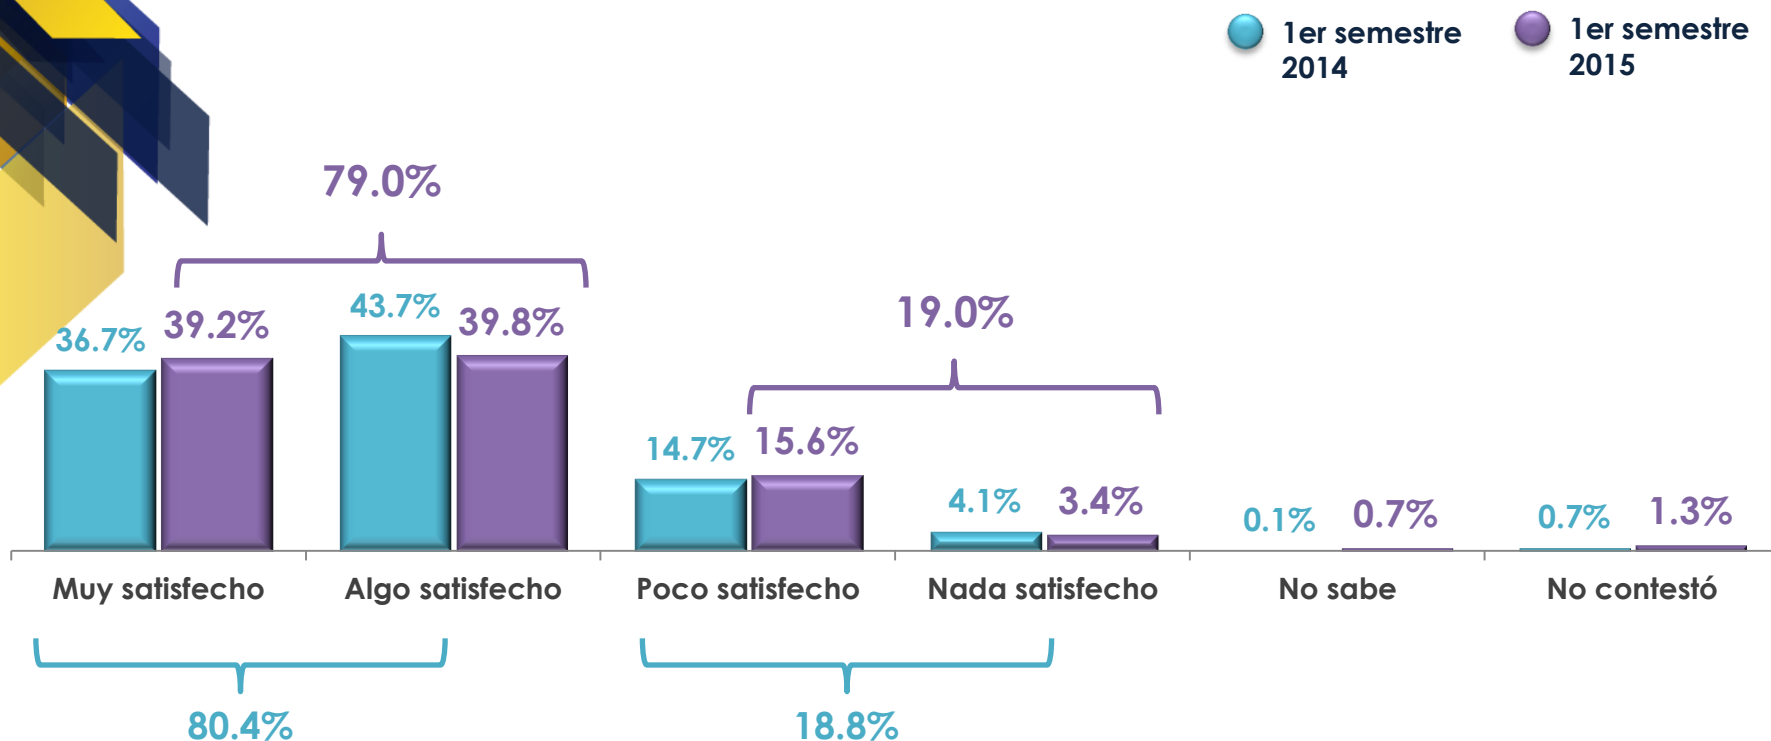 1er semestre
2014
1er semestre
2015
79.0%
19.0%
36.7%
39.2%
43.7%
39.8%
14.7%
15.6%
4.1%
3.4%
0.1%
0.7%
0.7%
1.3%
Muy satisfecho
Algo satisfecho
Poco satisfecho
Nada satisfecho
No sabe
No contestó
80.4%
18.8%